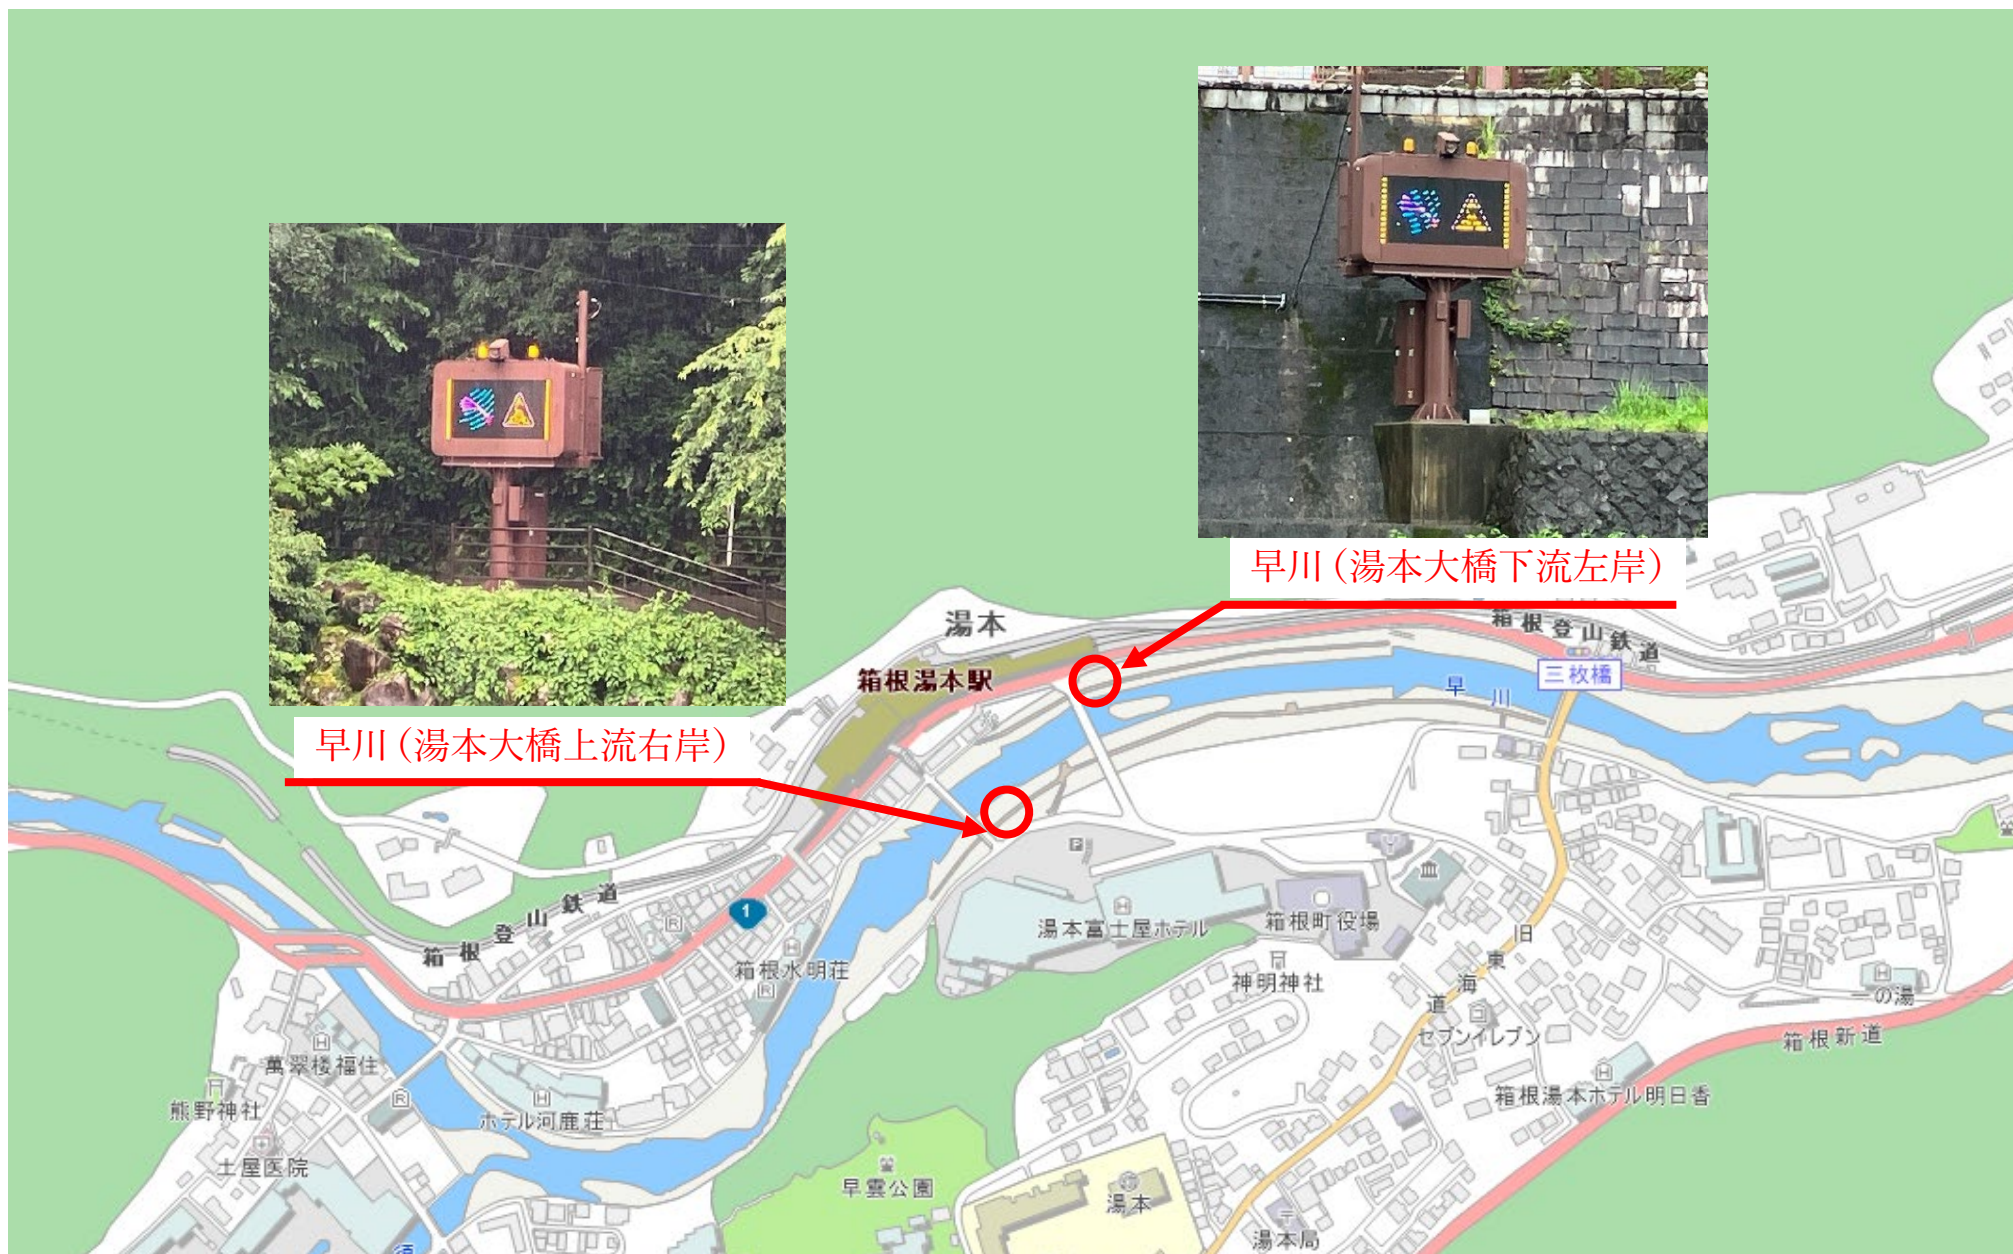 早川（湯本大橋下流左岸）
湯本
箱根登山鉄道
箱根湯本駅
三枚橋
早川
早川（湯本大橋上流右岸）
P
1
箱根登山鉄道
R
H
湯本富士屋ホテル
H
箱根町役場
箱根水明荘
R
旧東海道
神明神社
H
一の湯
セブンイレブン
箱根新道
H
萬翠楼福住
R
H
ホテル河鹿荘
H
箱根湯本ホテル明日香
熊野神社
土屋医院
早雲公園
湯本
湯本局
須